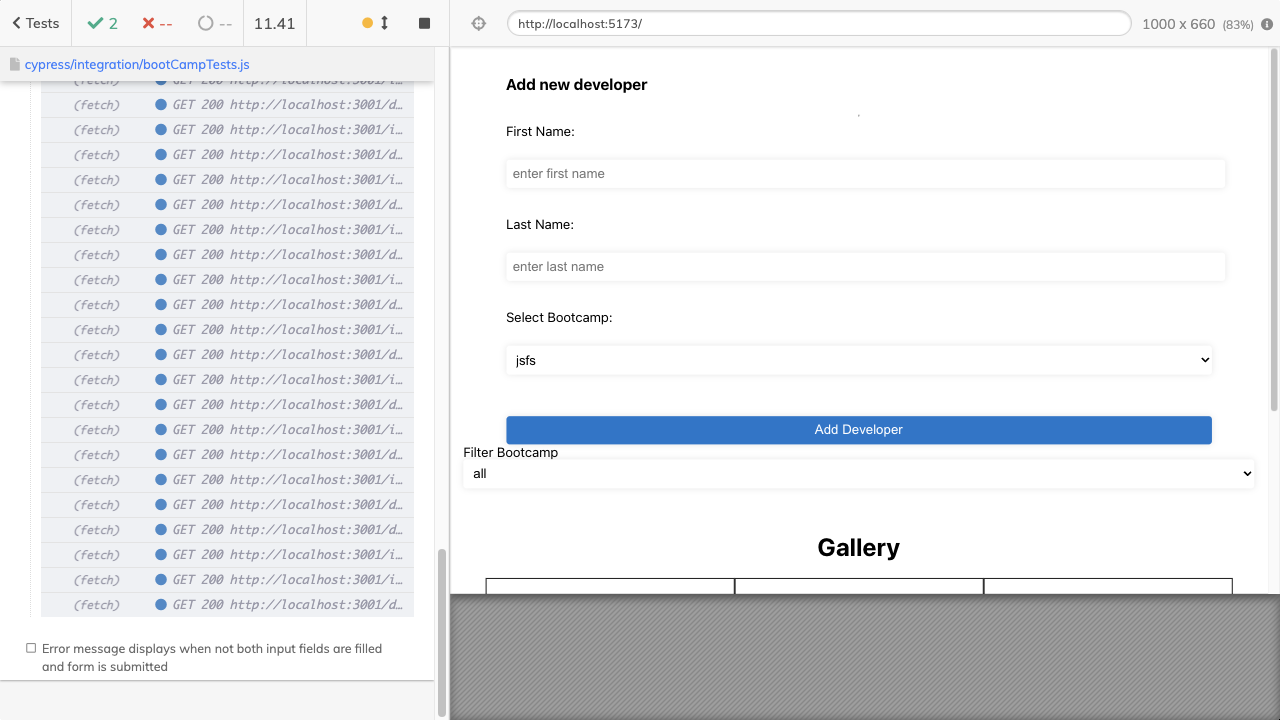 Tests
2
--
--
11.41
http://localhost:5173/
1000 x 660 (83%)
cypress/integration/bootCampTests.js
(fetch) GET 200 http://localhost:3001/d…
(fetch) GET 200 http://localhost:3001/i…
(fetch) GET 200 http://localhost:3001/d…
(fetch) GET 200 http://localhost:3001/i…
(fetch) GET 200 http://localhost:3001/d…
(fetch) GET 200 http://localhost:3001/i…
(fetch) GET 200 http://localhost:3001/d…
(fetch) GET 200 http://localhost:3001/i…
(fetch) GET 200 http://localhost:3001/d…
(fetch) GET 200 http://localhost:3001/i…
(fetch) GET 200 http://localhost:3001/d…
(fetch) GET 200 http://localhost:3001/i…
(fetch) GET 200 http://localhost:3001/d…
(fetch) GET 200 http://localhost:3001/i…
(fetch) GET 200 http://localhost:3001/d…
(fetch) GET 200 http://localhost:3001/i…
(fetch) GET 200 http://localhost:3001/d…
(fetch) GET 200 http://localhost:3001/d…
(fetch) GET 200 http://localhost:3001/i…
(fetch) GET 200 http://localhost:3001/i…
(fetch) GET 200 http://localhost:3001/d…
Error message displays when not both input fields are filled
and form is submitted
Add new developer
First Name:
enter first name
Last Name:
enter last name
Select Bootcamp:
jsfs
Add Developer
Filter Bootcamp
all
Gallery